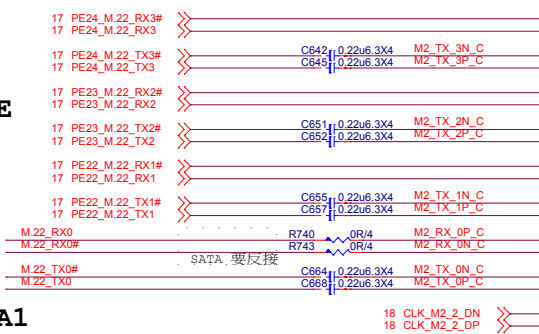 17 PE24_M.22_RX3#
17 PE24_M.22_RX3
17 PE24_M.22_TX3# C642 0.22u6.3X4 M2_TX_3N_C
17 PE24_M.22_TX3 C645 0.22u6.3X4 M2_TX_3P_C
17 PE23_M.22_RX2#
17 PE23_M.22_RX2
E
17 PE23_M.22_TX2# C651 0.22u6.3X4 M2_TX_2N_C
17 PE23_M.22_TX2 C652 0.22u6.3X4 M2_TX_2P_C
17 PE22_M.22_RX1#
17 PE22_M.22_RX1
17 PE22_M.22_TX1# C655 0.22u6.3X4 M2_TX_1N_C
17 PE22_M.22_TX1 C657 0.22u6.3X4 M2_TX_1P_C
M.22_RX0 R740 0R/4 M2_RX_0P_C
M.22_RX0# R743 0R/4 M2_RX_0N_C
SATA 要反接
M.22_TX0# C664 0.22u6.3X4 M2_TX_0N_C
M.22_TX0 C668 0.22u6.3X4 M2_TX_0P_C
A1
18 CLK_M2_2_DN
18 CLK_M2_2_DP